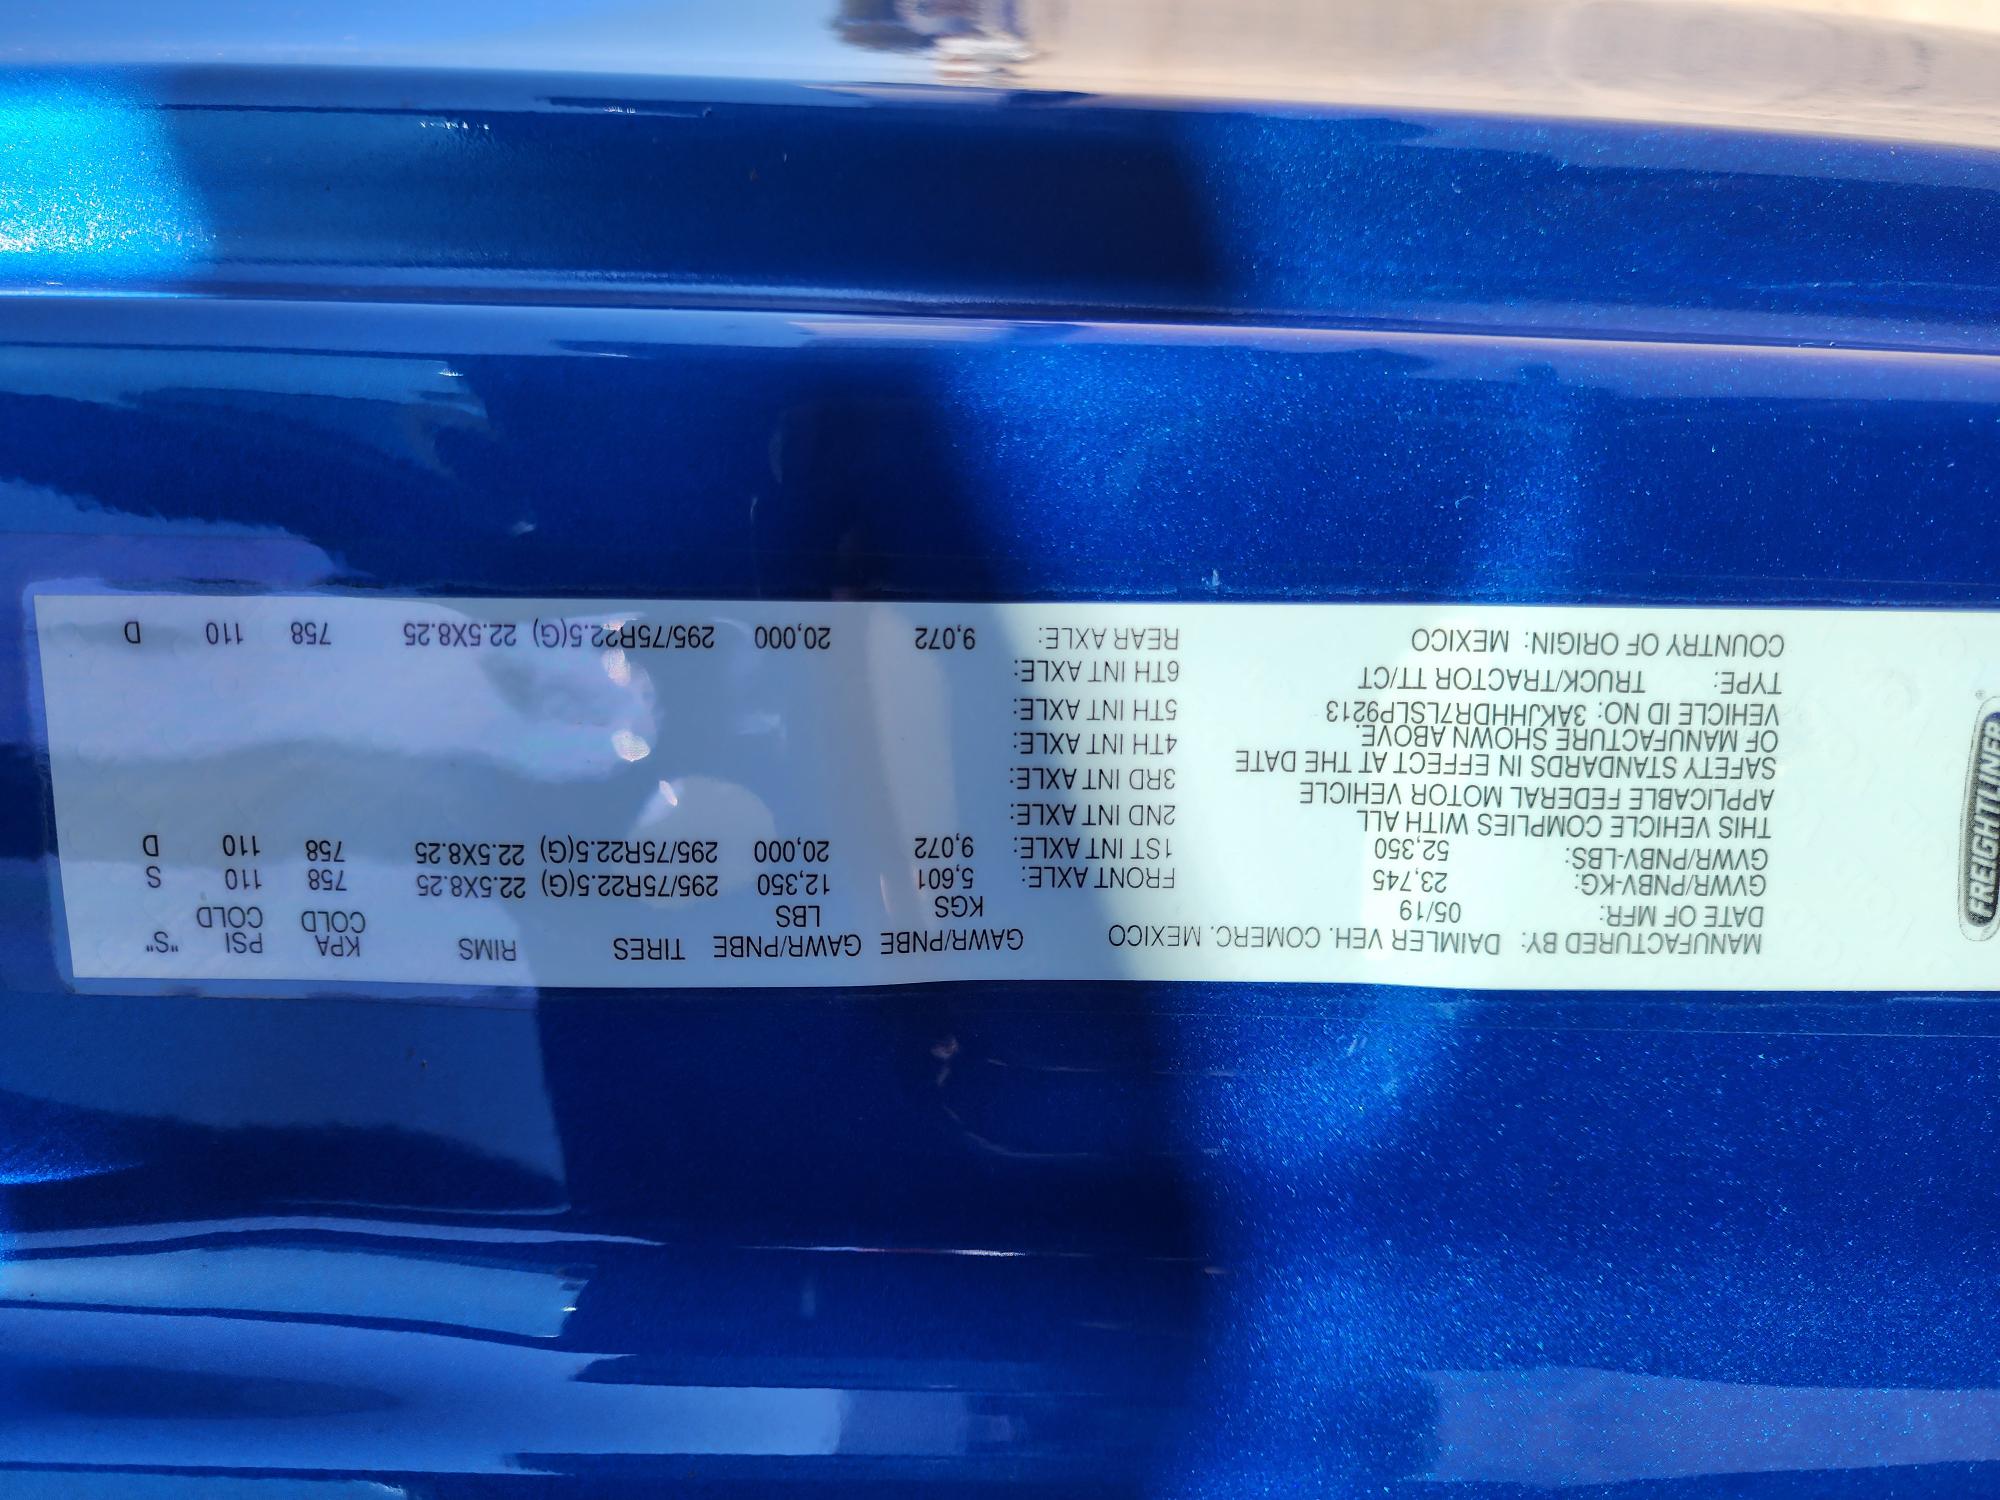 FREIGHTLINER
MANUFACTURED BY: DAIMLER VEH. COMERC. MEXICO
DATE OF MFR: 05/19
GVWR/PNBV-KG: 23,745
GVWR/PNBV-LBS: 52,350
THIS VEHICLE COMPLIES WITH ALL
APPLICABLE FEDERAL MOTOR VEHICLE
SAFETY STANDARDS IN EFFECT AT THE DATE
OF MANUFACTURE SHOWN ABOVE.
VEHICLE ID NO: 3AKJHHDR7LSLP9213
TYPE: TRUCK/TRACTOR TT/CT
COUNTRY OF ORIGIN: MEXICO
GAWR/PNBE GAWR/PNBE TIRES RIMS KPA PSI "S"
KGS LBS COLD COLD
FRONT AXLE: 5,601 12,350 295/75R22.5(G) 22.5X8.25 758 110 S
1ST INT AXLE: 9,072 20,000 295/75R22.5(G) 22.5X8.25 758 110 D
2ND INT AXLE:
3RD INT AXLE:
4TH INT AXLE:
5TH INT AXLE:
6TH INT AXLE:
REAR AXLE: 9,072 20,000 295/75R22.5(G) 22.5X8.25 758 110 D